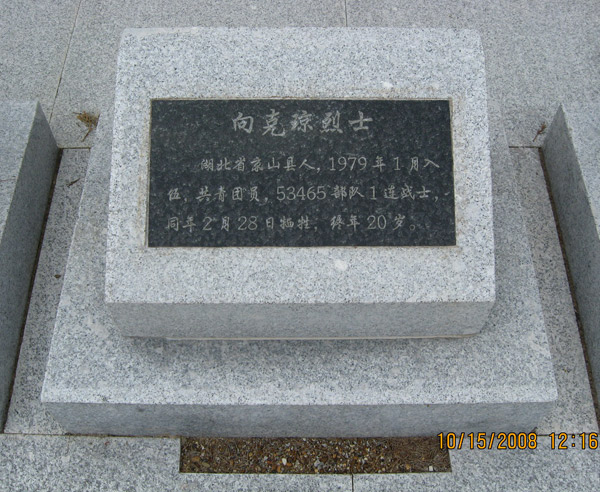 向克琼烈士
湖北省京山县人，1979年1月入
伍，共青团员，53465部队1连战士，
同年2月28日牺牲，终年20岁。
10/15/2008 12:16